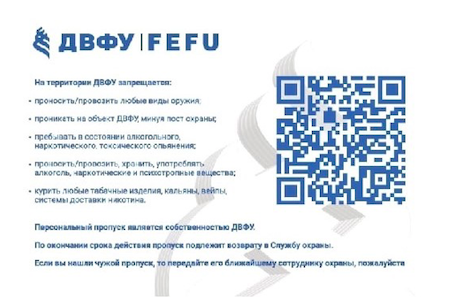 ДВФУ | FEFU
На территории ДВФУ запрещается:
- проносить/провозить любые виды оружия;
- проникать на объект ДВФУ, минуя пост охраны;
- пребывать в состоянии алкогольного,
наркотического, токсического опьянения;
- проносить/провозить, хранить, употреблять
алкоголь, наркотические и психотропные вещества;
- курить любые табачные изделия, кальяны, вейпы,
системы доставки никотина.
Персональный пропуск является собственностью ДВФУ.
По окончании срока действия пропуск подлежит возврату в Службу охраны.
Если вы нашли чужой пропуск, то передайте его ближайшему сотруднику охраны, пожалуйста